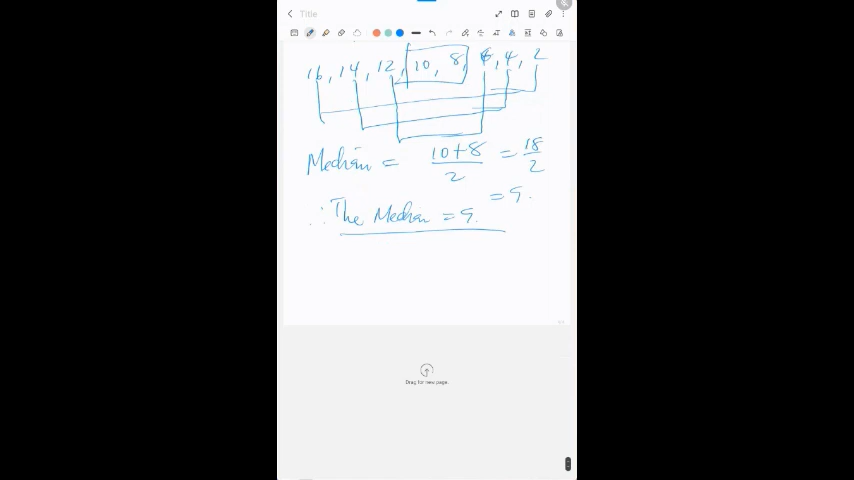 Title
16, 14, 12, 10, 8, 6, 4, 2
Median = 10+8/2 = 18/2
= 9.
∴ The Median = 9.
Drag for new page.